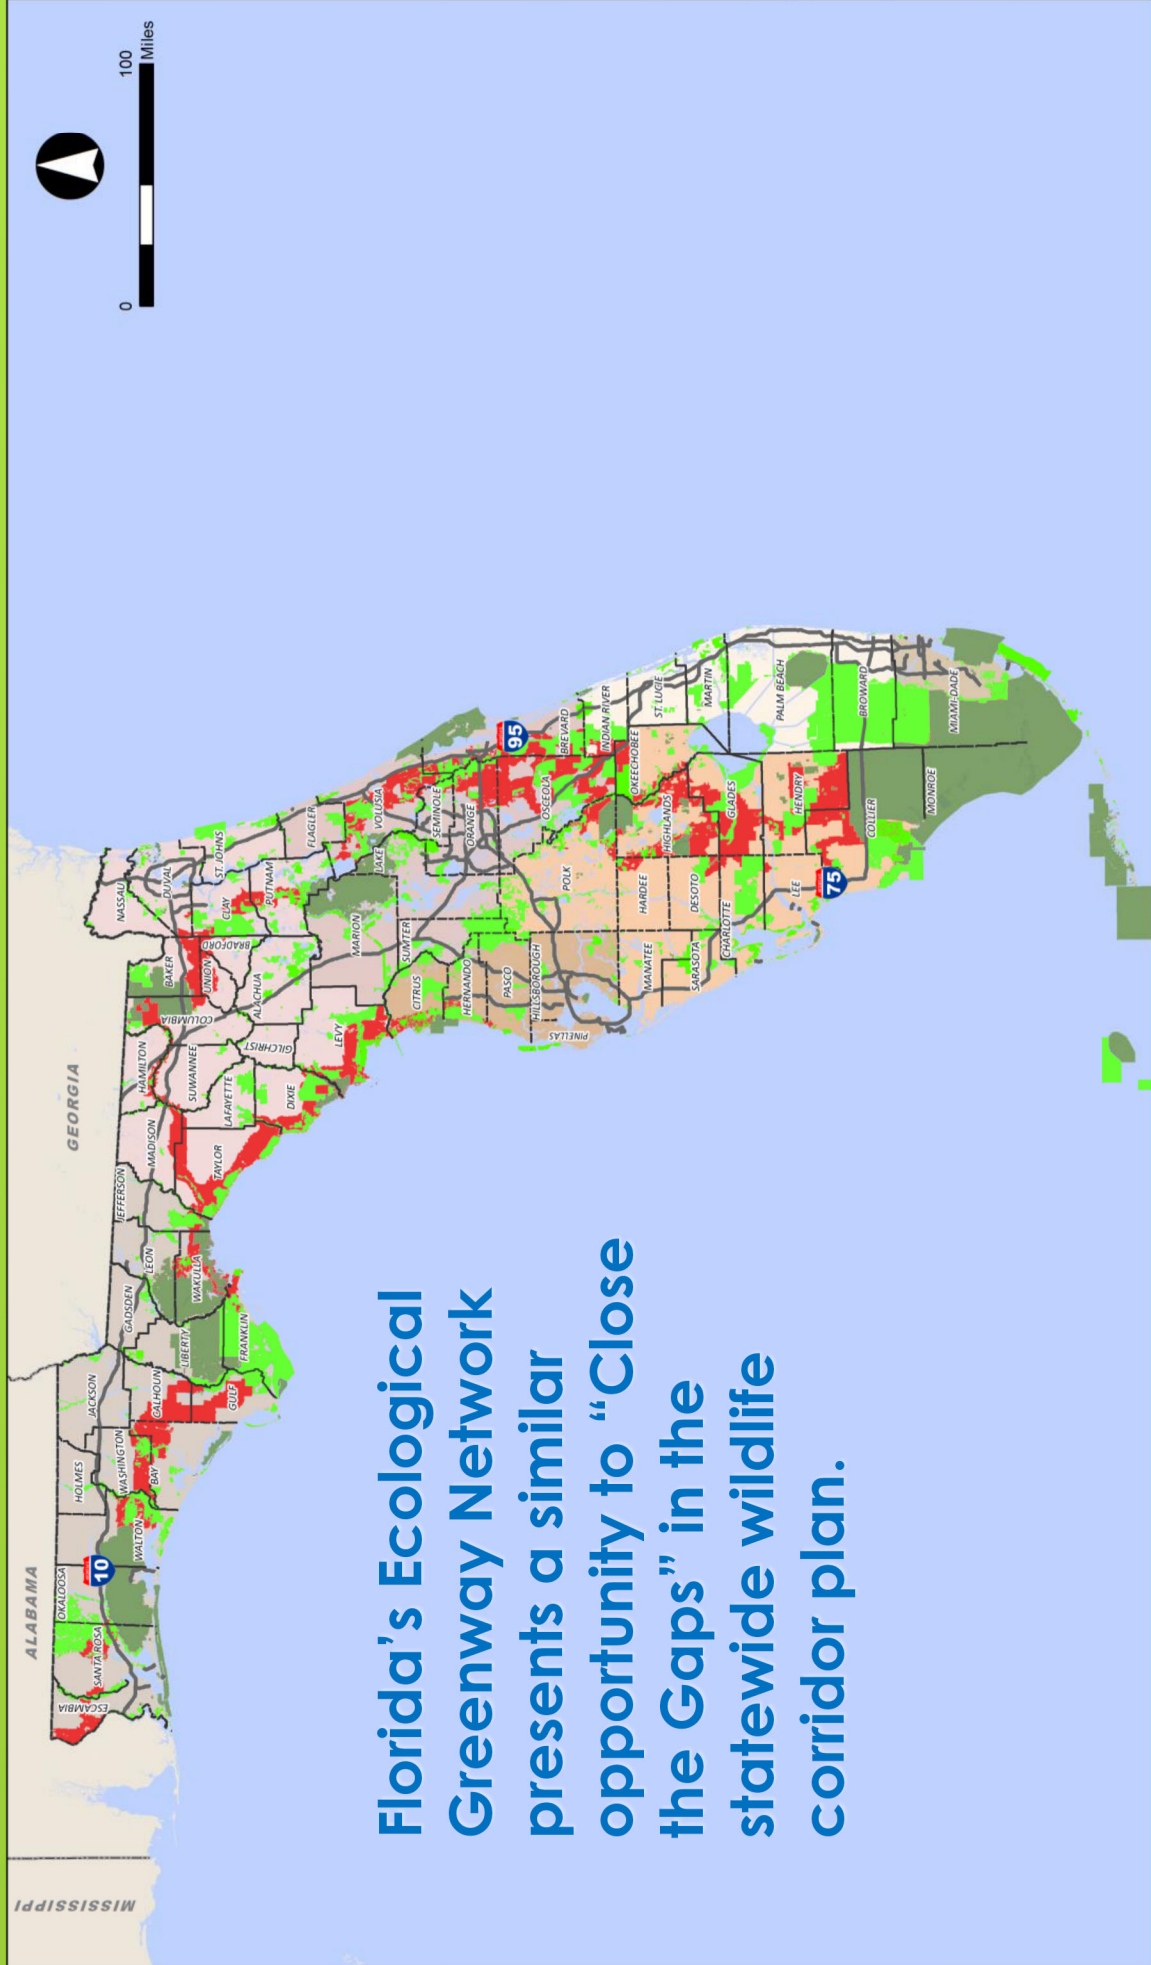 MISSISSIPPI
ALABAMA
GEORGIA
0
100
Miles
ESCAMBIA
SANTA ROSA
OKALOOSA
10
WALTON
HOLMES
WASHINGTON
BAY
JACKSON
CALHOUN
GULF
LIBERTY
GADSDEN
FRANKLIN
LEON
WAKULLA
JEFFERSON
MADISON
TAYLOR
HAMILTON
SUWANNEE
LAFAYETTE
DIXIE
COLUMBIA
GILCHRIST
LEVY
BAKER
UNION
BRADFORD
ALACHUA
NASSAU
DUVAL
CLAY
ST. JOHNS
PUTNAM
MARION
FLAGLER
VOLUSIA
LAKE
SUMTER
CITRUS
HERNANDO
PASCO
HILLSBOROUGH
PINELLAS
SEMINOLE
ORANGE
95
BREVARD
OSCEOLA
POLK
INDIAN RIVER
OKEECHOBEE
ST. LUCIE
HARDEE
MANATEE
HIGHLANDS
SARASOTA
DESOTO
MARTIN
CHARLOTTE
GLADES
PALM BEACH
LEE
HENDRY
75
COLLIER
BROWARD
MONROE
MIAMI-DADE
Florida’s Ecological
Greenway Network
presents a similar
opportunity to “Close
the Gaps” in the
statewide wildlife
corridor plan.